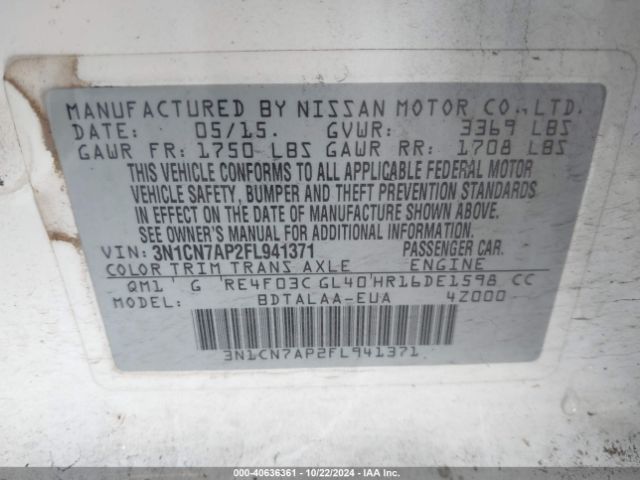 MANUFACTURED BY NISSAN MOTOR CO., LTD.
DATE: 05/15. GVWR: 3369 LBS
GAWR FR: 1750 LBS GAWR RR: 1708 LBS
THIS VEHICLE CONFORMS TO ALL APPLICABLE FEDERAL MOTOR
VEHICLE SAFETY, BUMPER AND THEFT PREVENTION STANDARDS
IN EFFECT ON THE DATE OF MANUFACTURE SHOWN ABOVE.
SEE OWNER'S MANUAL FOR ADDITIONAL INFORMATION.
VIN: 3N1CN7AP2FL941371 PASSENGER CAR.
COLOR TRIM TRANS AXLE ENGINE
QM1 G RE4F03C GL40 HR16DE1598 CC
MODEL: BDTALAA-EUA 4Z000
3N1CN7AP2FL941371
000-40636361 | 10/22/2024 | IAA Inc.